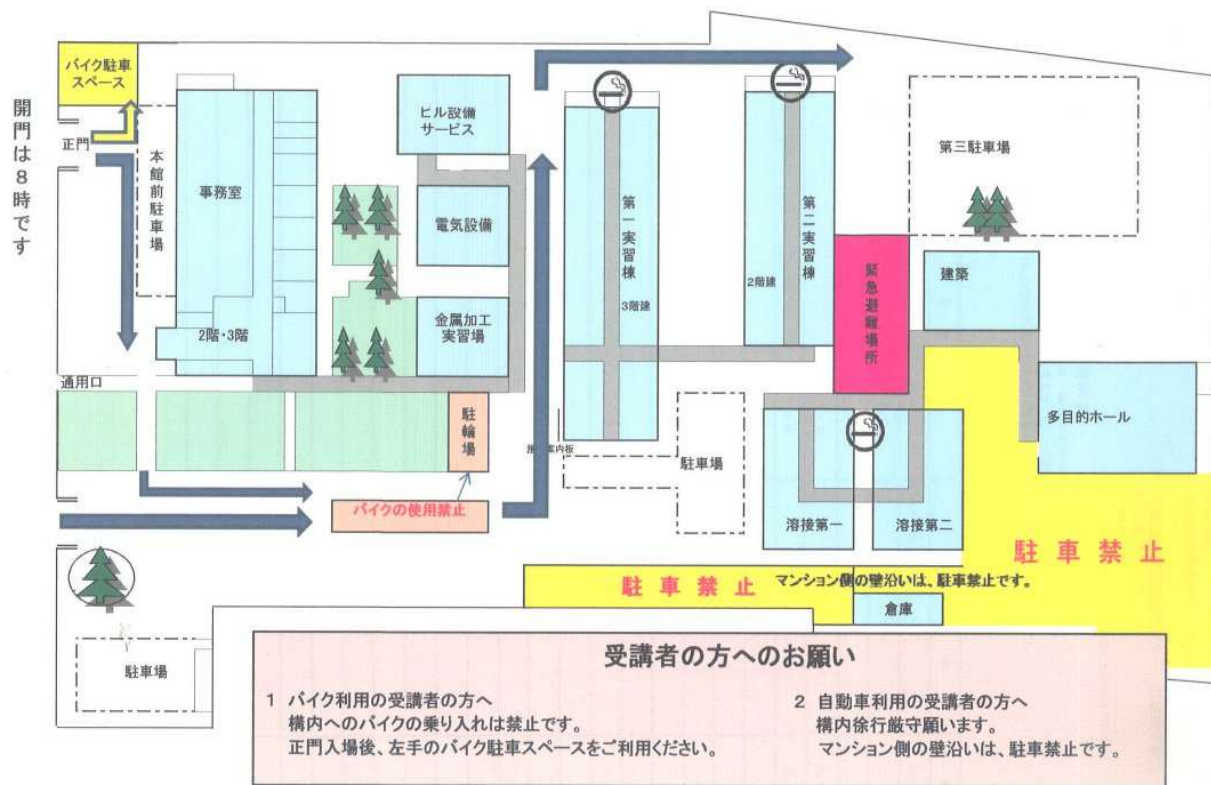 バイク駐車
スペース
開門は８時です
正門
本館前駐車場
事務室
2階・3階
通用口
ヒル設備
サービス
電気設備
金属加工
実習場
駐輪場
バイクの使用禁止
第一実習棟
3階建
第二実習棟
2階建
第三駐車場
緊急避難場所
建築
多目的ホール
案内板
駐車場
溶接第一
溶接第二
駐車禁止
駐車禁止
マンション側の壁沿いは、駐車禁止です。
倉庫
駐車場
受講者の方へのお願い
1 バイク利用の受講者の方へ
構内へのバイクの乗り入れは禁止です。
正門入場後、左手のバイク駐車スペースをご利用ください。
2 自動車利用の受講者の方へ
構内徐行厳守願います。
マンション側の壁沿いは、駐車禁止です。